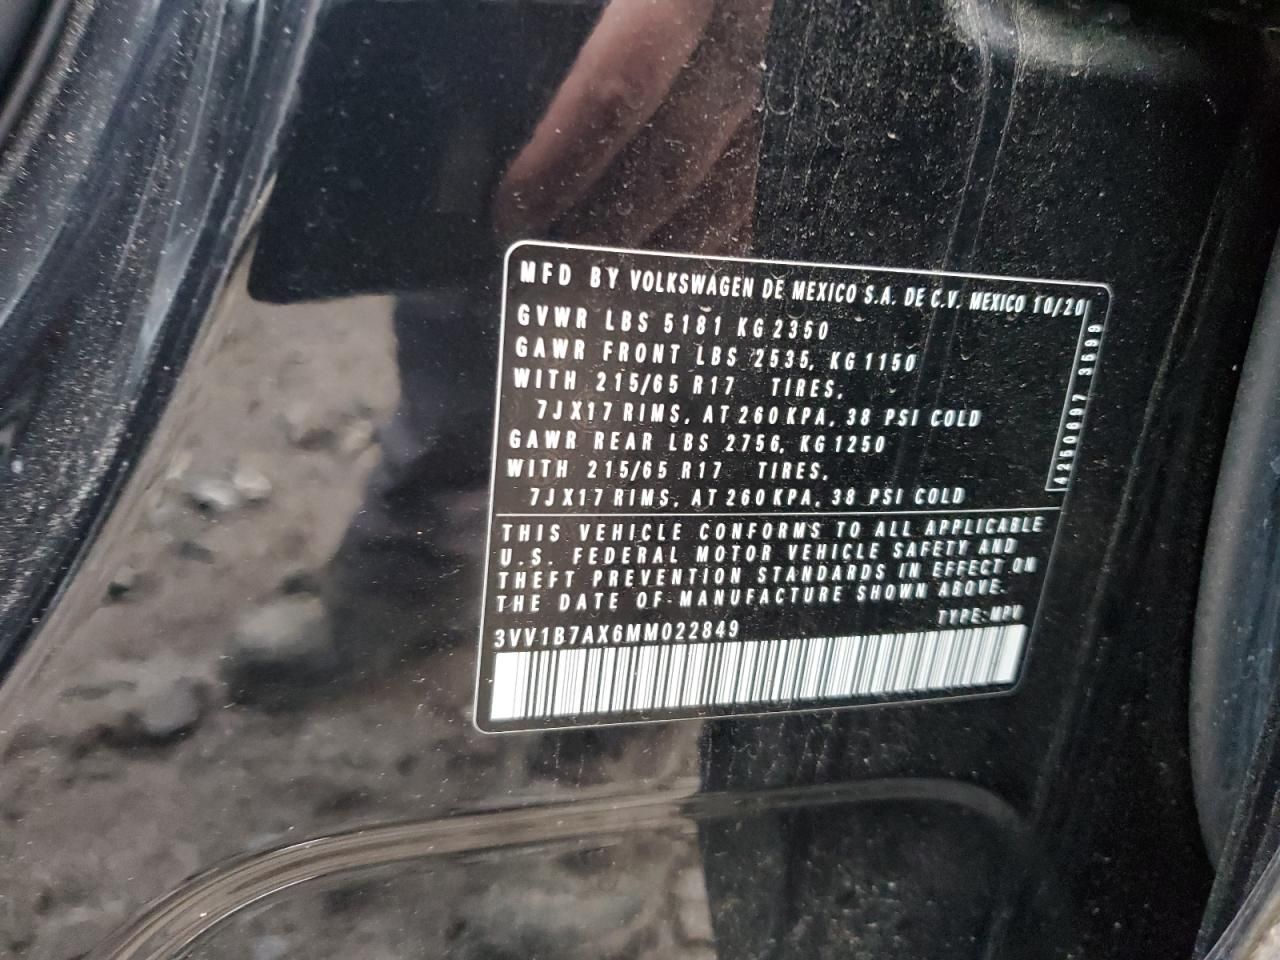 MFD BY VOLKSWAGEN DE MEXICO S.A. DE C.V. MEXICO 10/20
GVWR LBS 5181 KG 2350
GAWR FRONT LBS 2535, KG 1150
WITH 215/65 R17 TIRES,
7JX17 RIMS, AT 260 KPA, 38 PSI COLD
GAWR REAR LBS 2756, KG 1250
WITH 215/65 R17 TIRES,
7JX17 RIMS, AT 260 KPA, 38 PSI COLD
4250697 3699
THIS VEHICLE CONFORMS TO ALL APPLICABLE
U.S. FEDERAL MOTOR VEHICLE SAFETY AND
THEFT PREVENTION STANDARDS IN EFFECT ON
THE DATE OF MANUFACTURE SHOWN ABOVE.
TYPE: MPV
3VV1B7AX6MM022849